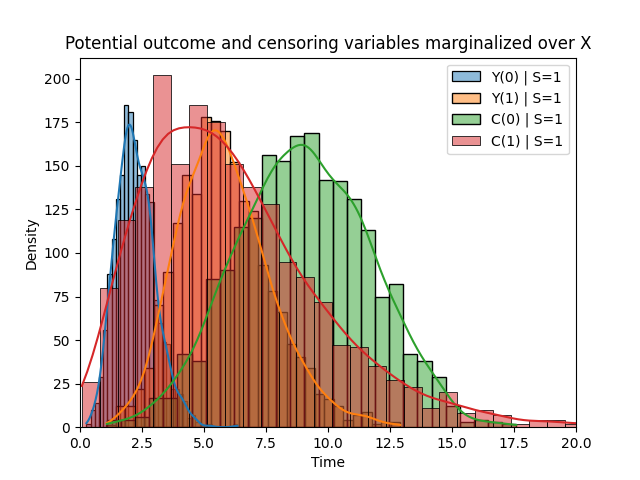 Potential outcome and censoring variables marginalized over X
Y(0) | S=1
Y(1) | S=1
C(0) | S=1
C(1) | S=1
Density
200
175
150
125
100
75
50
25
0
0.0 2.5 5.0 7.5 10.0 12.5 15.0 17.5 20.0
Time